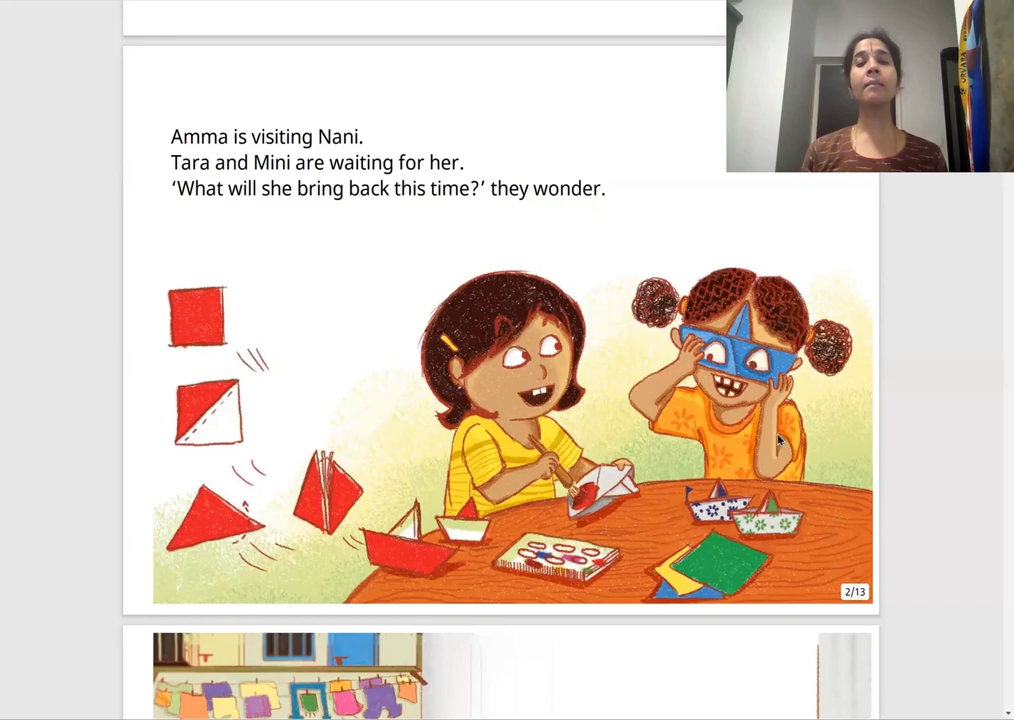 Amma is visiting Nani.
Tara and Mini are waiting for her.
‘What will she bring back this time?’ they wonder.
2/13